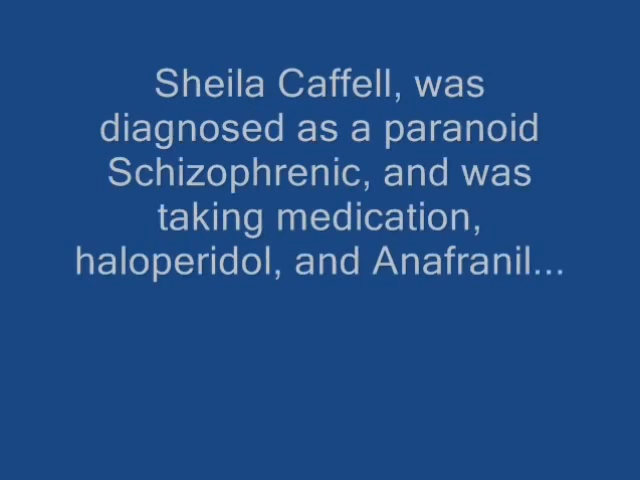 Sheila Caffell, was
diagnosed as a paranoid
Schizophrenic, and was
taking medication,
haloperidol, and Anafranil...